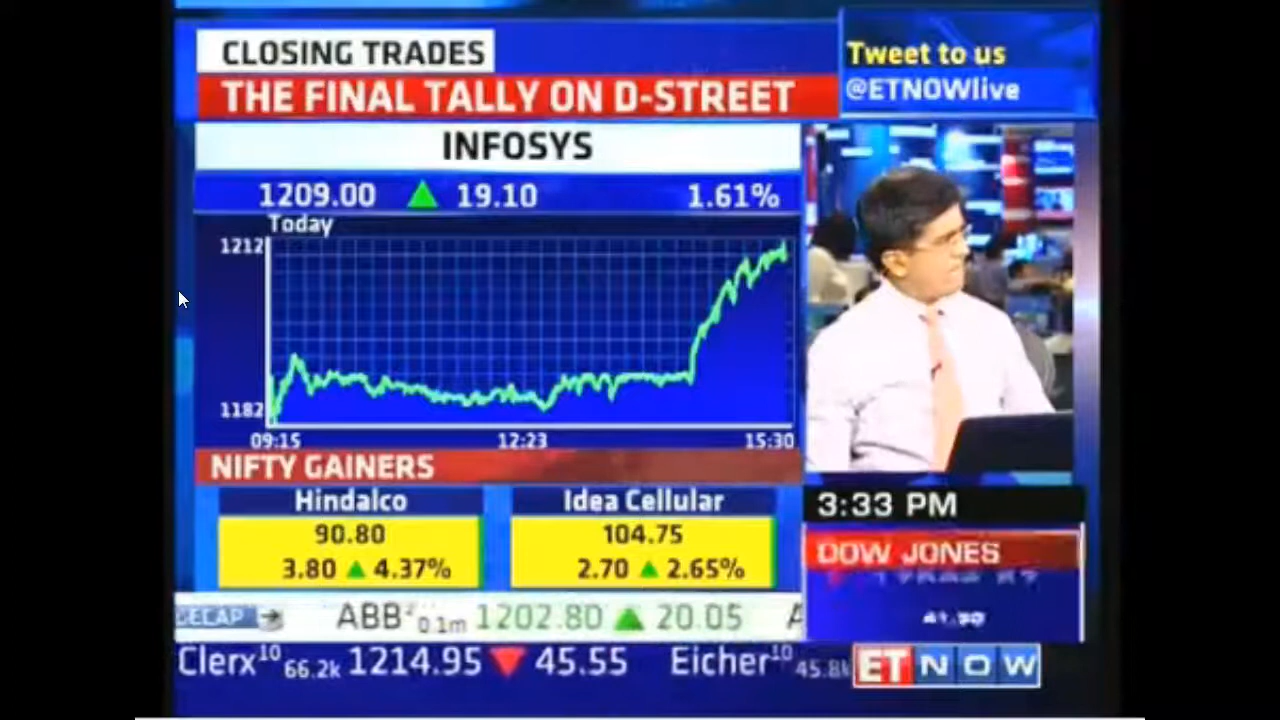 CLOSING TRADES
THE FINAL TALLY ON D-STREET
Tweet to us
@ETNOWlive
INFOSYS
1209.00 ▲ 19.10 1.61%
Today
1212
1182
09:15 12:23 15:30
NIFTY GAINERS
Hindalco
90.80
3.80 ▲ 4.37%
Idea Cellular
104.75
2.70 ▲ 2.65%
3:33 PM
DOW JONES
ABB² 0.1m 1202.80 ▲ 20.05 A
Clerx¹⁰ 66.2k 1214.95 ▼ 45.55 Eicher¹⁰
ET NOW